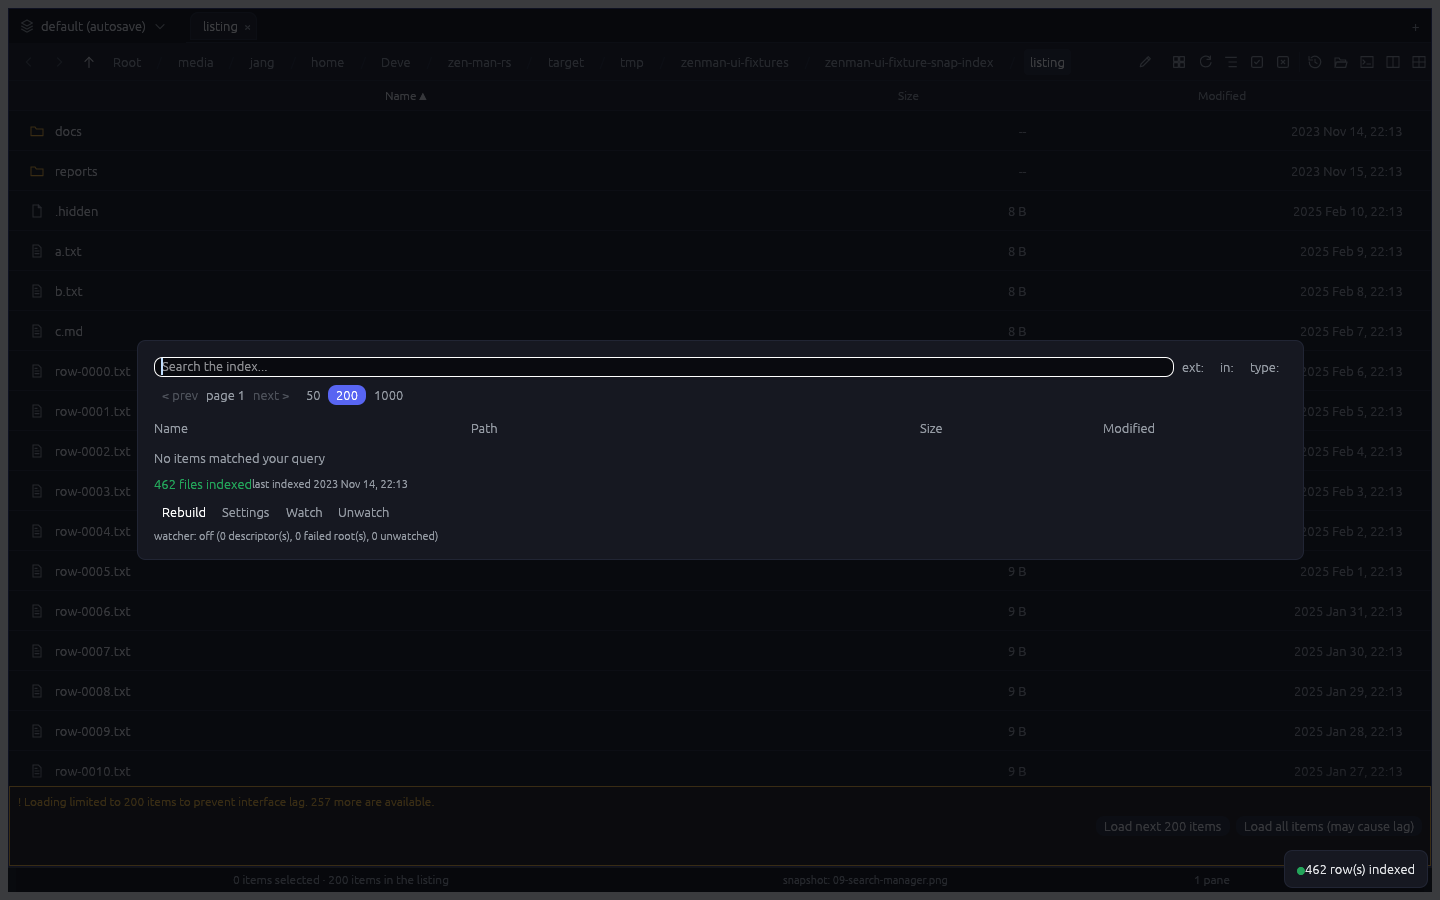 default (autosave) listing × +
Root media jang home Deve zen-man-rs target tmp zenman-ui-fixtures zenman-ui-fixture-snap-index listing
Name▲ Size Modified
docs — 2023 Nov 14, 22:13
reports — 2023 Nov 15, 22:13
.hidden 8 B 2025 Feb 10, 22:13
a.txt 8 B 2025 Feb 9, 22:13
b.txt 8 B 2025 Feb 8, 22:13
c.md 8 B 2025 Feb 7, 22:13
row-0000.txt 2025 Feb 6, 22:13
row-0001.txt 2025 Feb 5, 22:13
row-0002.txt 2025 Feb 4, 22:13
row-0003.txt 2025 Feb 3, 22:13
row-0004.txt 2025 Feb 2, 22:13
row-0005.txt 9 B 2025 Feb 1, 22:13
row-0006.txt 9 B 2025 Jan 31, 22:13
row-0007.txt 9 B 2025 Jan 30, 22:13
row-0008.txt 9 B 2025 Jan 29, 22:13
row-0009.txt 9 B 2025 Jan 28, 22:13
row-0010.txt 9 B 2025 Jan 27, 22:13
Search the index... ext: in: type:
< prev page 1 next > 50 200 1000
Name Path Size Modified
No items matched your query
462 files indexed last indexed 2023 Nov 14, 22:13
Rebuild Settings Watch Unwatch
watcher: off (0 descriptor(s), 0 failed root(s), 0 unwatched)
! Loading limited to 200 items to prevent interface lag. 257 more are available.
Load next 200 items Load all items (may cause lag)
0 items selected · 200 items in the listing snapshot: 09-search-manager.png 1 pane
462 row(s) indexed